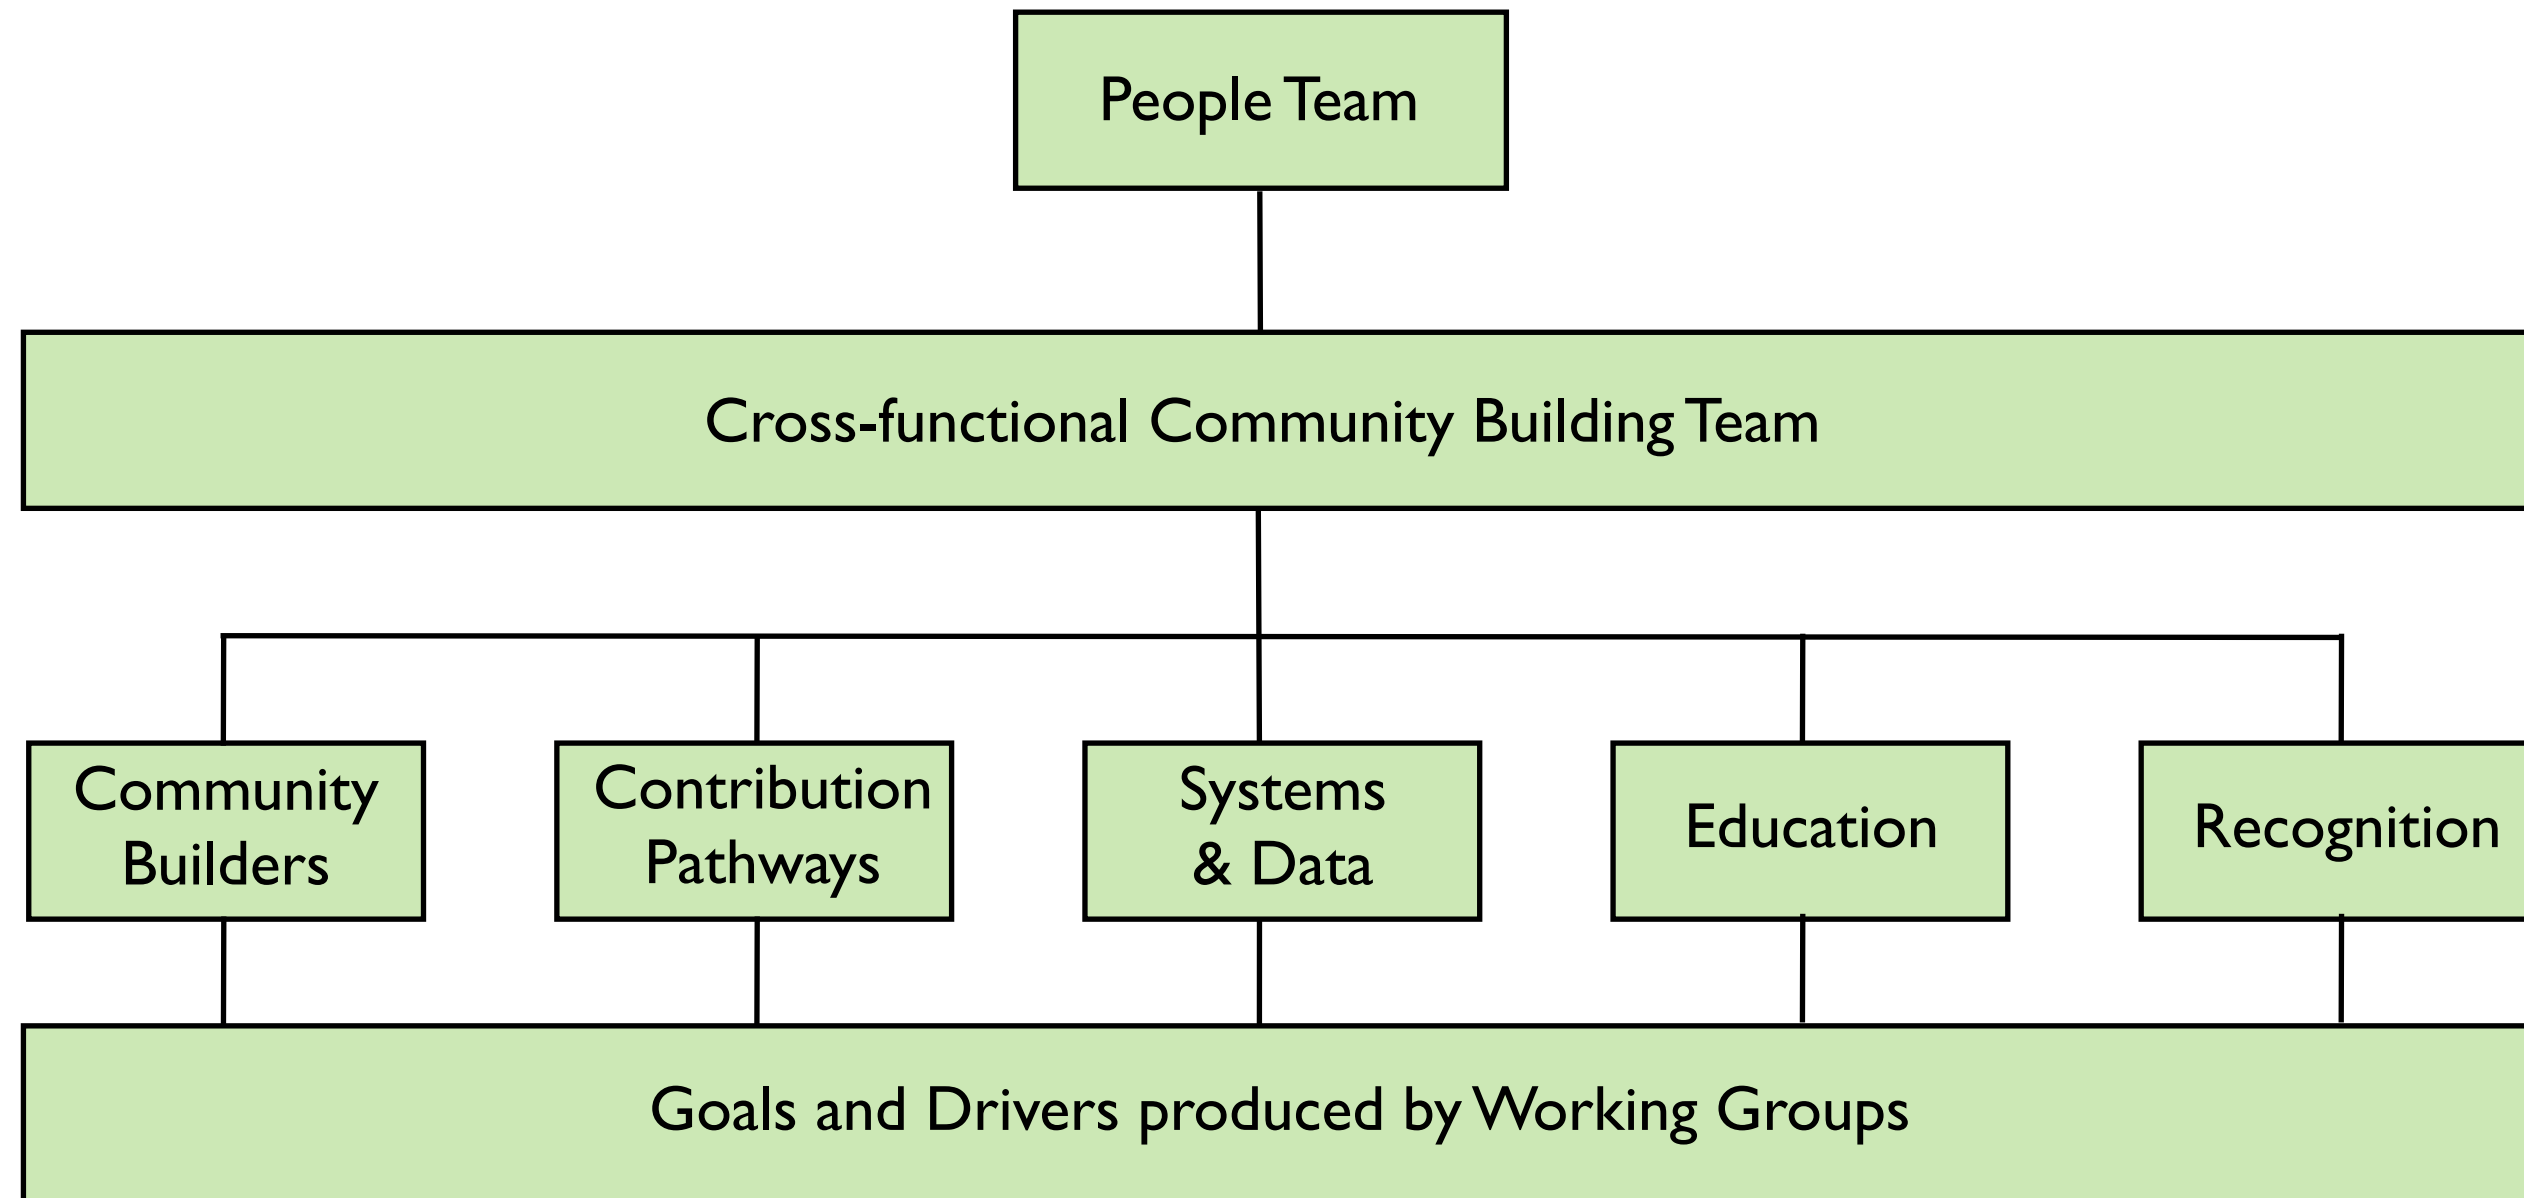 People Team
Cross-functional Community Building Team
Community
Builders
Contribution
Pathways
Systems
& Data
Education
Recognition
Goals and Drivers produced by Working Groups